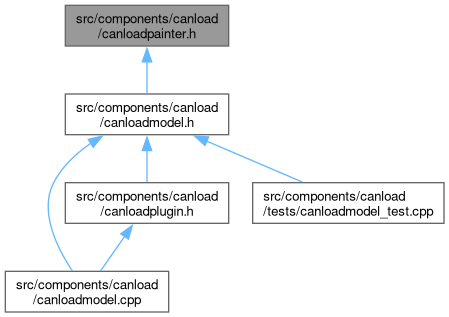 src/components/canload
/canloadpainter.h
src/components/canload
/canloadmodel.h
src/components/canload
/canloadplugin.h
src/components/canload
/tests/canloadmodel_test.cpp
src/components/canload
/canloadmodel.cpp